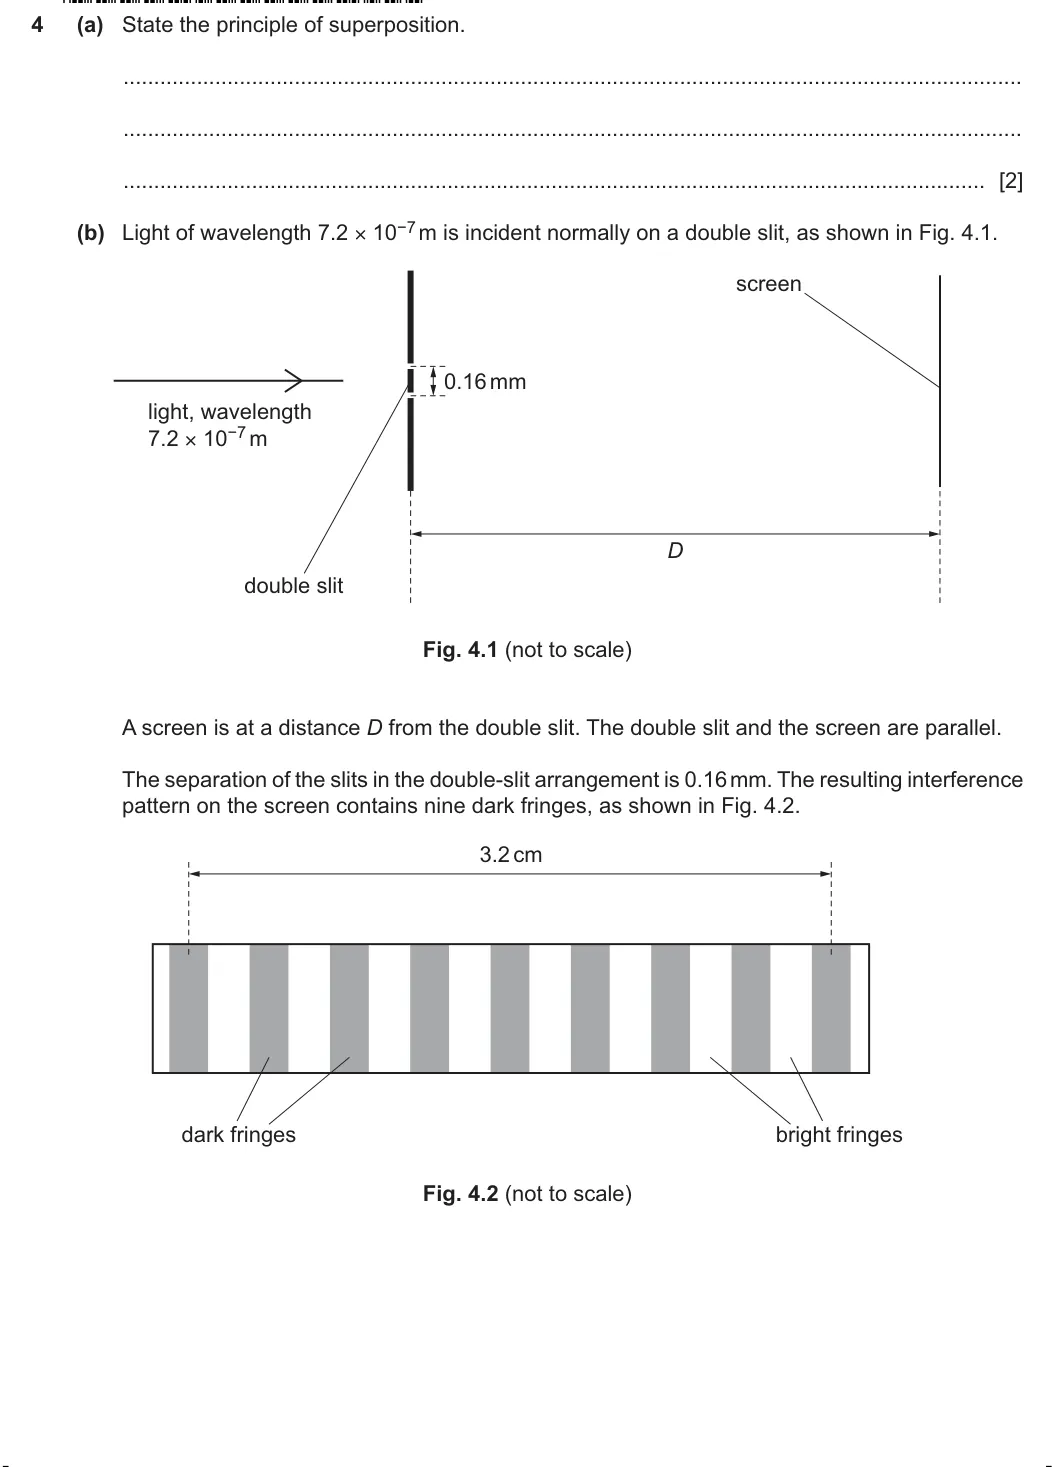 4 (a) State the principle of superposition.
..........................................................................................................................................................
..........................................................................................................................................................
.................................................................................................................................................... [2]
(b) Light of wavelength 7.2 × 10⁻⁷ m is incident normally on a double slit, as shown in Fig. 4.1.
screen
0.16 mm
light, wavelength
7.2 × 10⁻⁷ m
D
double slit
Fig. 4.1 (not to scale)
A screen is at a distance D from the double slit. The double slit and the screen are parallel.
The separation of the slits in the double-slit arrangement is 0.16 mm. The resulting interference
pattern on the screen contains nine dark fringes, as shown in Fig. 4.2.
3.2 cm
dark fringes
bright fringes
Fig. 4.2 (not to scale)